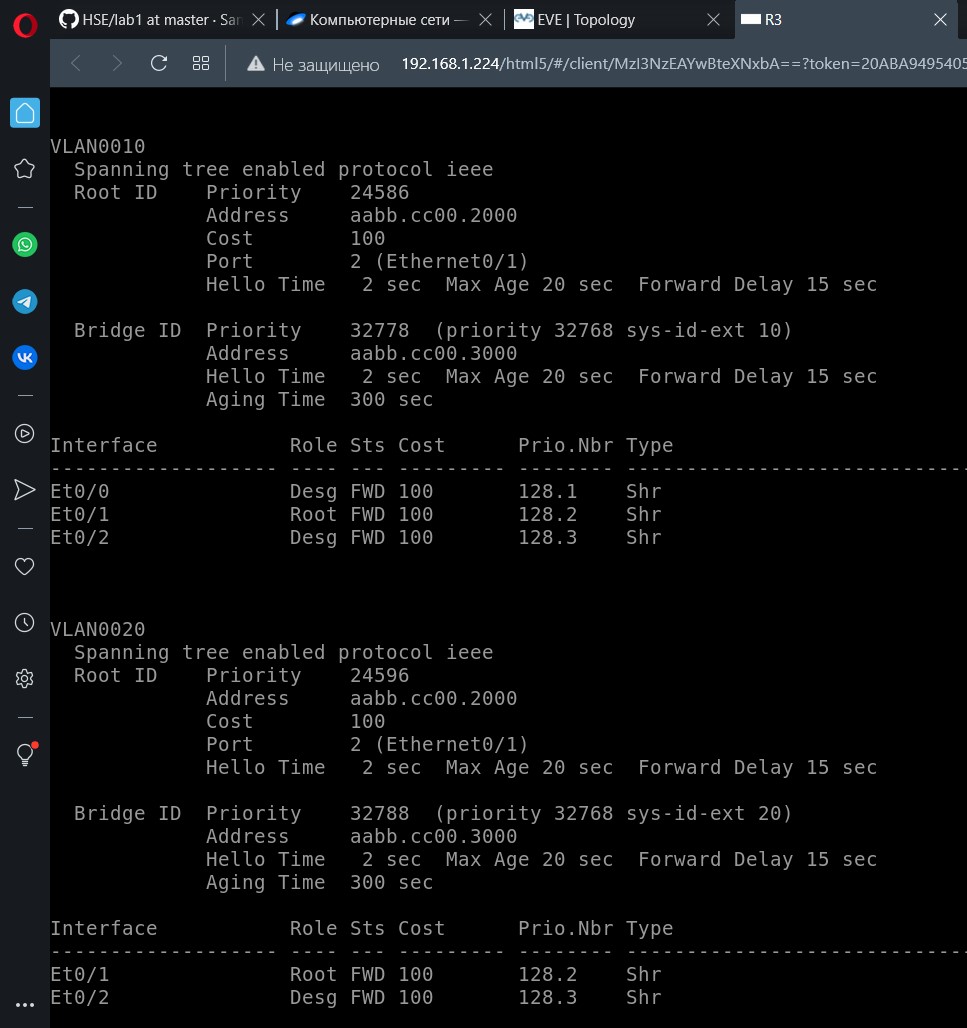 HSE/lab1 at master · San
Компьютерные сети —
EVE | Topology
R3
Не защищено 192.168.1.224/html5/#/client/MzI3NzEAYwBteXNxbA==?token=20ABA9495405
VLAN0010
  Spanning tree enabled protocol ieee
  Root ID    Priority    24586
             Address     aabb.cc00.2000
             Cost        100
             Port        2 (Ethernet0/1)
             Hello Time   2 sec  Max Age 20 sec  Forward Delay 15 sec
  Bridge ID  Priority    32778  (priority 32768 sys-id-ext 10)
             Address     aabb.cc00.3000
             Hello Time   2 sec  Max Age 20 sec  Forward Delay 15 sec
             Aging Time  300 sec
Interface           Role Sts Cost      Prio.Nbr Type
------------------- ---- --- --------- -------- -----------------------------
Et0/0               Desg FWD 100       128.1    Shr
Et0/1               Root FWD 100       128.2    Shr
Et0/2               Desg FWD 100       128.3    Shr
VLAN0020
  Spanning tree enabled protocol ieee
  Root ID    Priority    24596
             Address     aabb.cc00.2000
             Cost        100
             Port        2 (Ethernet0/1)
             Hello Time   2 sec  Max Age 20 sec  Forward Delay 15 sec
  Bridge ID  Priority    32788  (priority 32768 sys-id-ext 20)
             Address     aabb.cc00.3000
             Hello Time   2 sec  Max Age 20 sec  Forward Delay 15 sec
             Aging Time  300 sec
Interface           Role Sts Cost      Prio.Nbr Type
------------------- ---- --- --------- -------- -----------------------------
Et0/1               Root FWD 100       128.2    Shr
Et0/2               Desg FWD 100       128.3    Shr